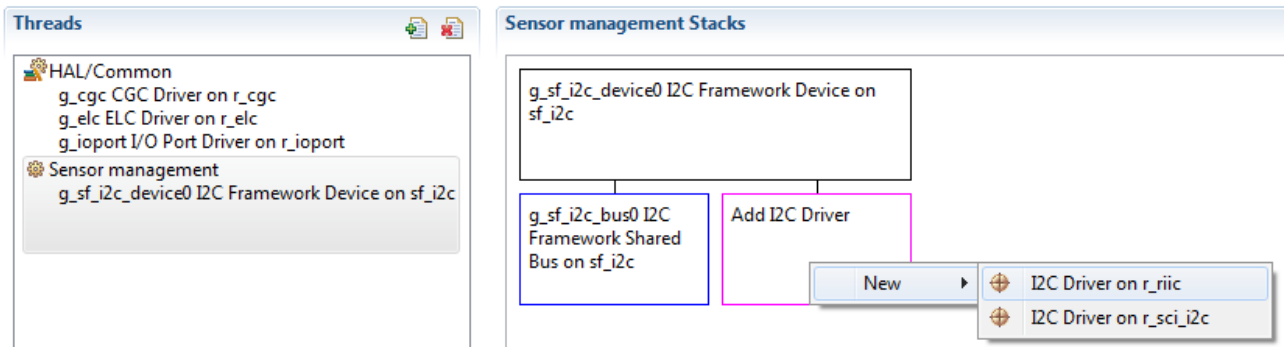 Threads
HAL/Common
g_cgc CGC Driver on r_cgc
g_elc ELC Driver on r_elc
g_ioport I/O Port Driver on r_ioport
Sensor management
g_sf_i2c_device0 I2C Framework Device on sf_i2c
Sensor management Stacks
g_sf_i2c_device0 I2C Framework Device on
sf_i2c
g_sf_i2c_bus0 I2C
Framework Shared
Bus on sf_i2c
Add I2C Driver
New
I2C Driver on r_riic
I2C Driver on r_sci_i2c